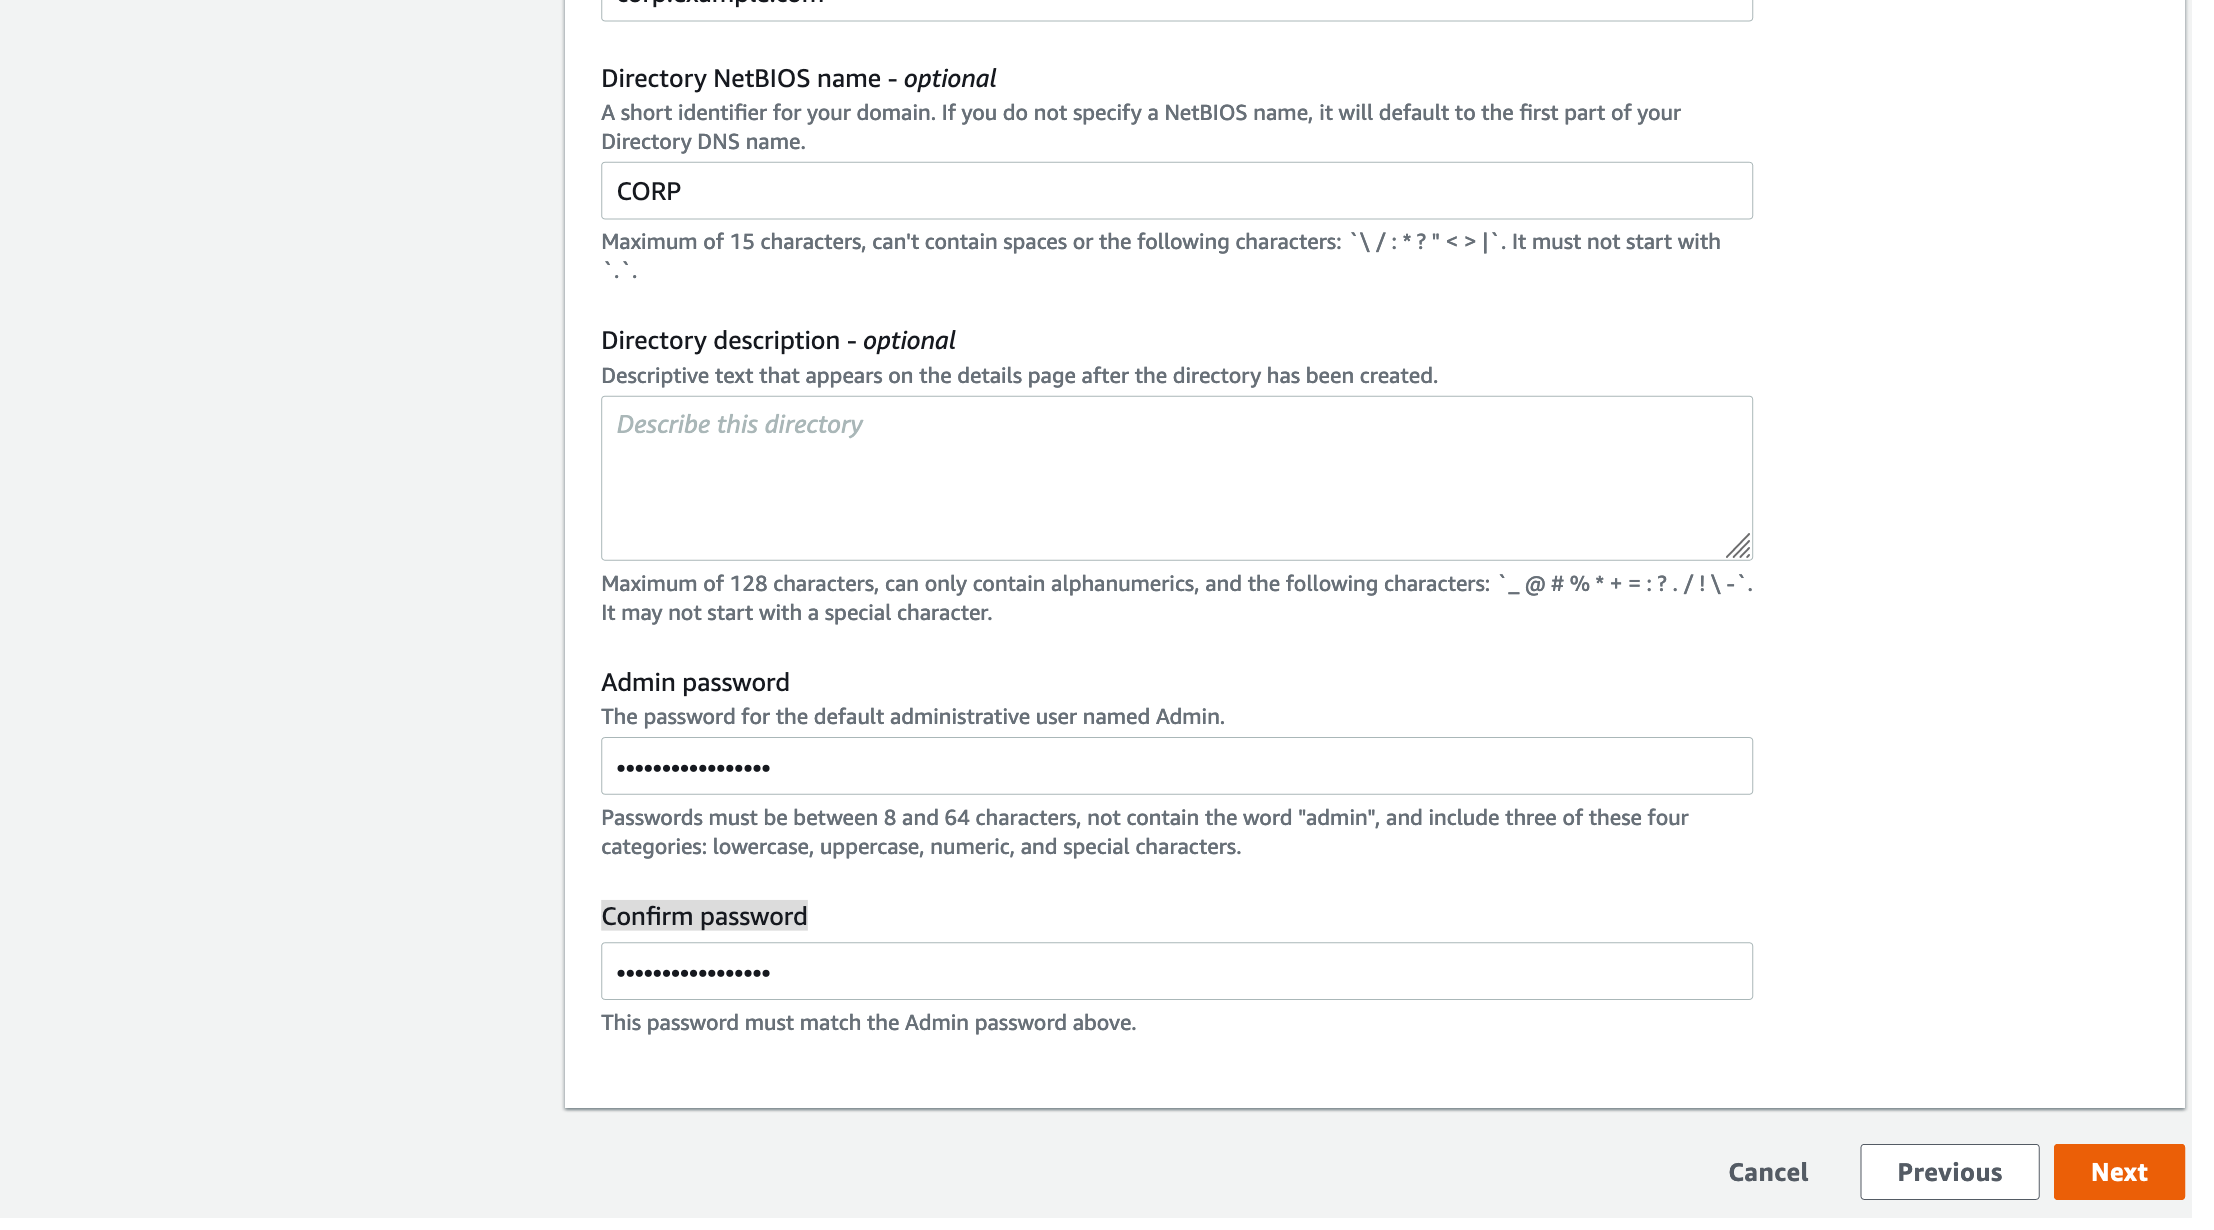 corp.example.com
Directory NetBIOS name - optional
A short identifier for your domain. If you do not specify a NetBIOS name, it will default to the first part of your
Directory DNS name.
CORP
Maximum of 15 characters, can't contain spaces or the following characters: `\ / : * ? " < > |`. It must not start with
`.`.
Directory description - optional
Descriptive text that appears on the details page after the directory has been created.
Describe this directory
Maximum of 128 characters, can only contain alphanumerics, and the following characters: `_ @ # % * + = : ? . / ! \ -`.
It may not start with a special character.
Admin password
The password for the default administrative user named Admin.
•••••••••••••••••
Passwords must be between 8 and 64 characters, not contain the word "admin", and include three of these four
categories: lowercase, uppercase, numeric, and special characters.
Confirm password
•••••••••••••••••
This password must match the Admin password above.
Cancel Previous Next